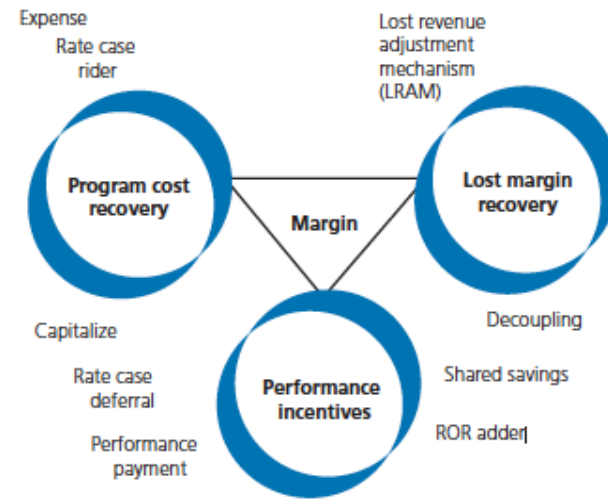 Expense
Rate case
rider
Lost revenue
adjustment
mechanism
(LRAM)
Program cost
recovery
Lost margin
recovery
Margin
Capitalize
Rate case
deferral
Performance
payment
Performance
incentives
Decoupling
Shared savings
ROR adder